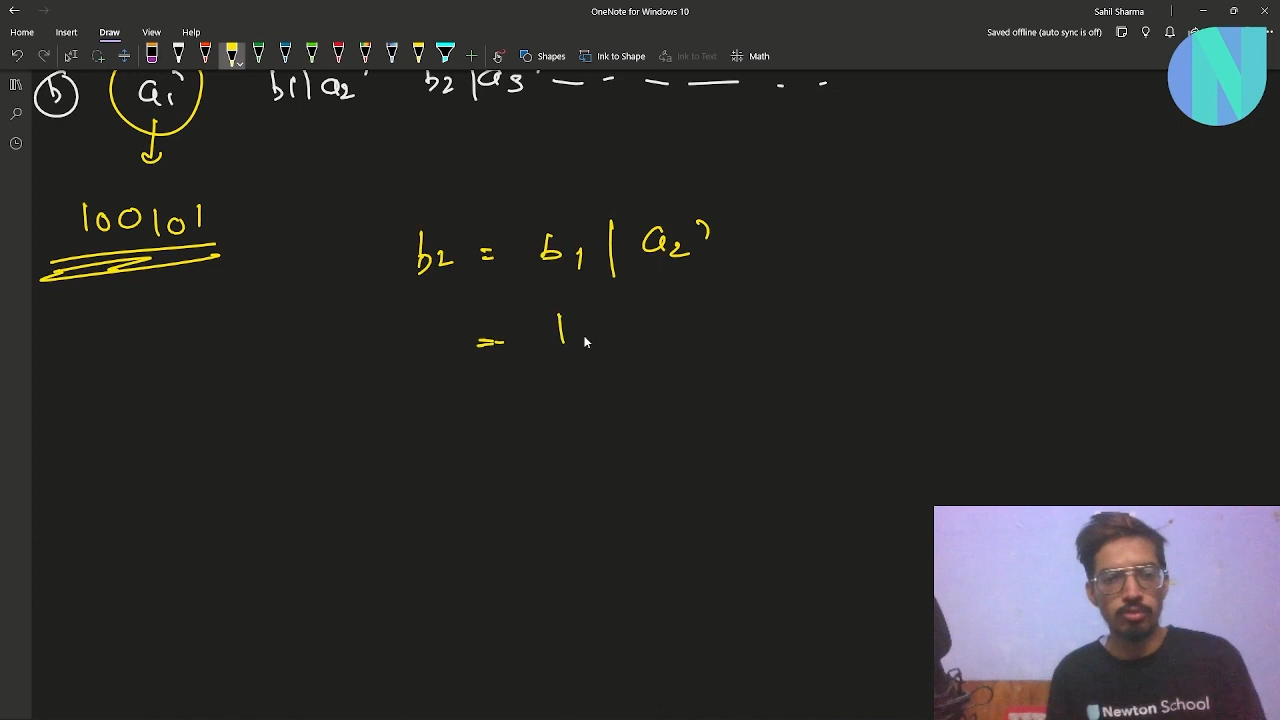 OneNote for Windows 10
Sahil Sharma
Home Insert Draw View Help
Saved offline (auto sync is off)
Shapes Ink to Shape Ink to Text Math
b a₁' b₁ | a₂' b₂ | a₃' — - — — . .
100101
b₂ = b₁ | a₂'
= 1
Newton School